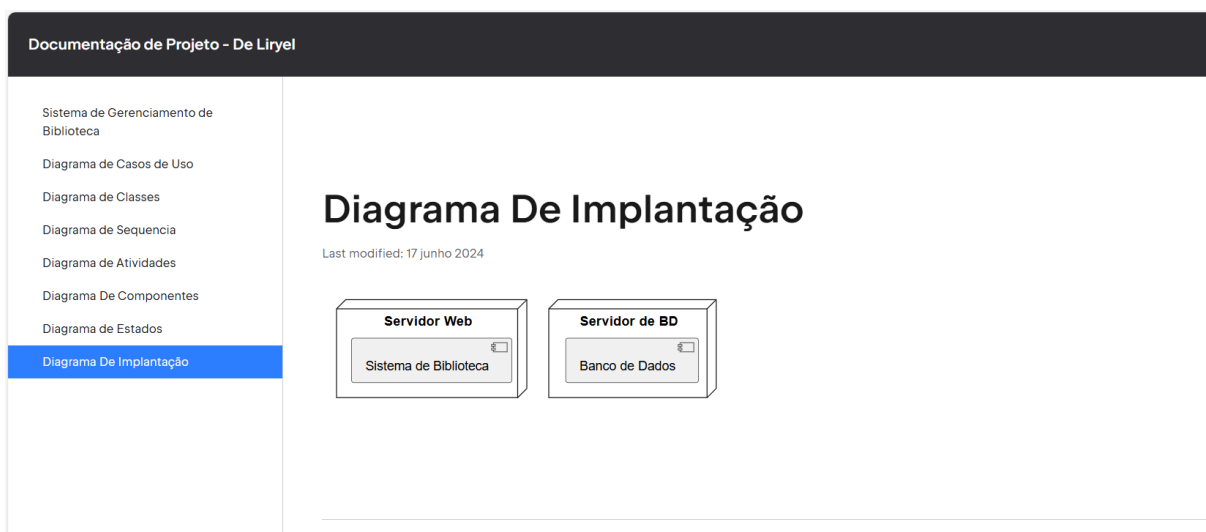 Documentação de Projeto - De Liryel
Sistema de Gerenciamento de
Biblioteca
Diagrama de Casos de Uso
Diagrama de Classes
Diagrama de Sequencia
Diagrama de Atividades
Diagrama De Componentes
Diagrama de Estados
Diagrama De Implantação
Diagrama De Implantação
Last modified: 17 junho 2024
Servidor Web
Sistema de Biblioteca
Servidor de BD
Banco de Dados